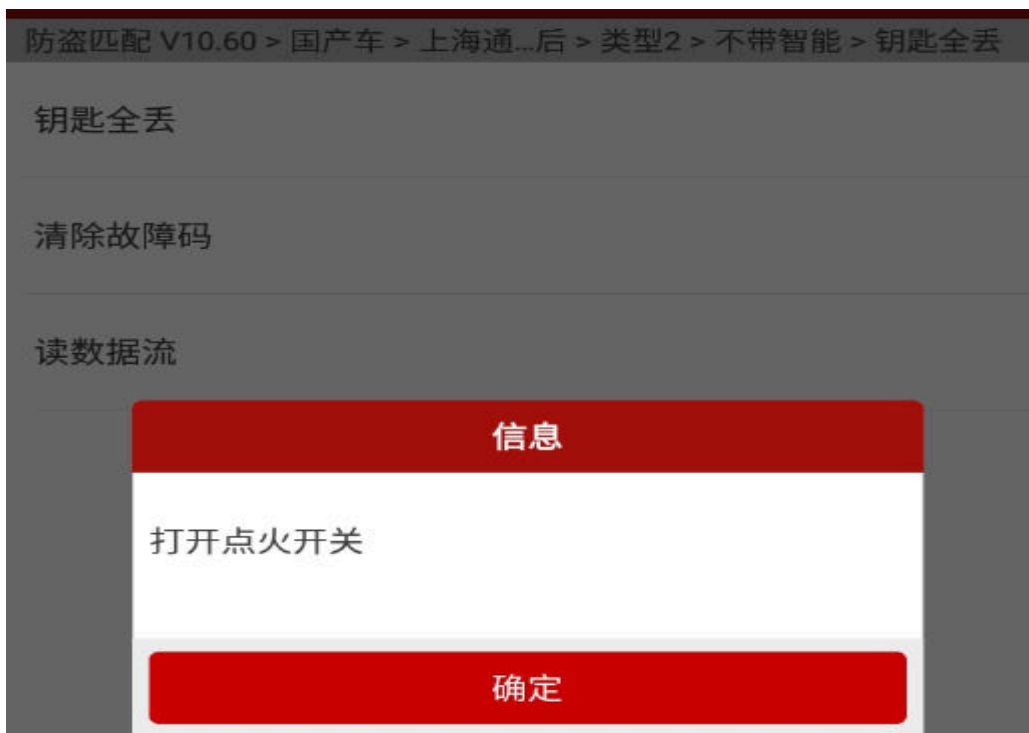 防盗匹配 V10.60 > 国产车 > 上海通...后 > 类型2 > 不带智能 > 钥匙全丢
钥匙全丢
清除故障码
读数据流
信息
打开点火开关
确定